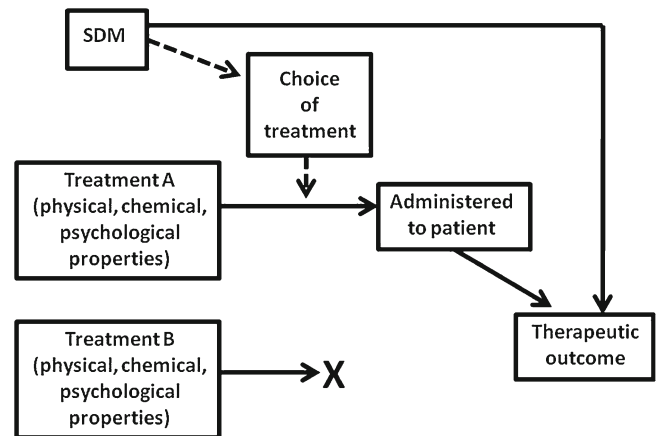 SDM
Choice
of
treatment
Treatment A
(physical, chemical,
psychological
properties)
Administered
to patient
Treatment B
(physical, chemical,
psychological
properties)
X
Therapeutic
outcome